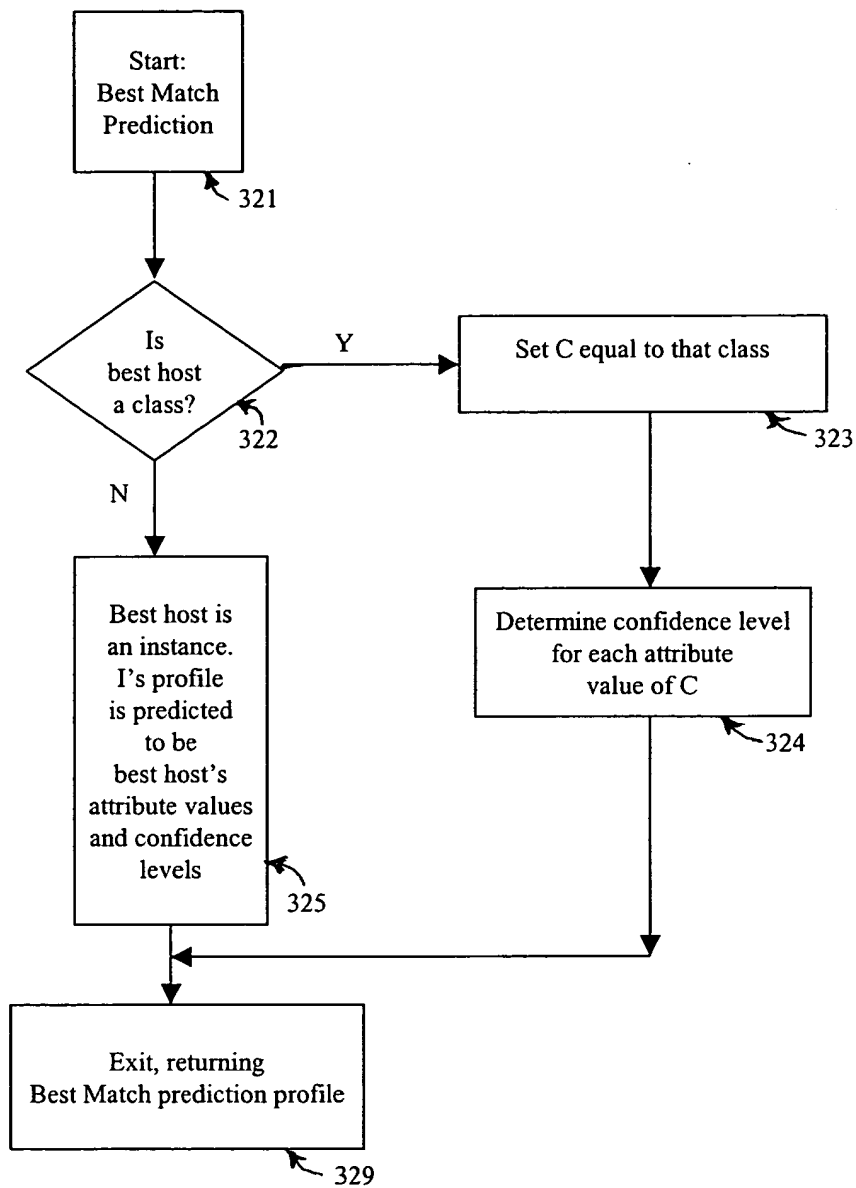 Start:
Best Match
Prediction
321
Is
best host
a class?
322
Y
Set C equal to that class
323
N
Best host is
an instance.
I's profile
is predicted
to be
best host's
attribute values
and confidence
levels
325
Determine confidence level
for each attribute
value of C
324
Exit, returning
Best Match prediction profile
329